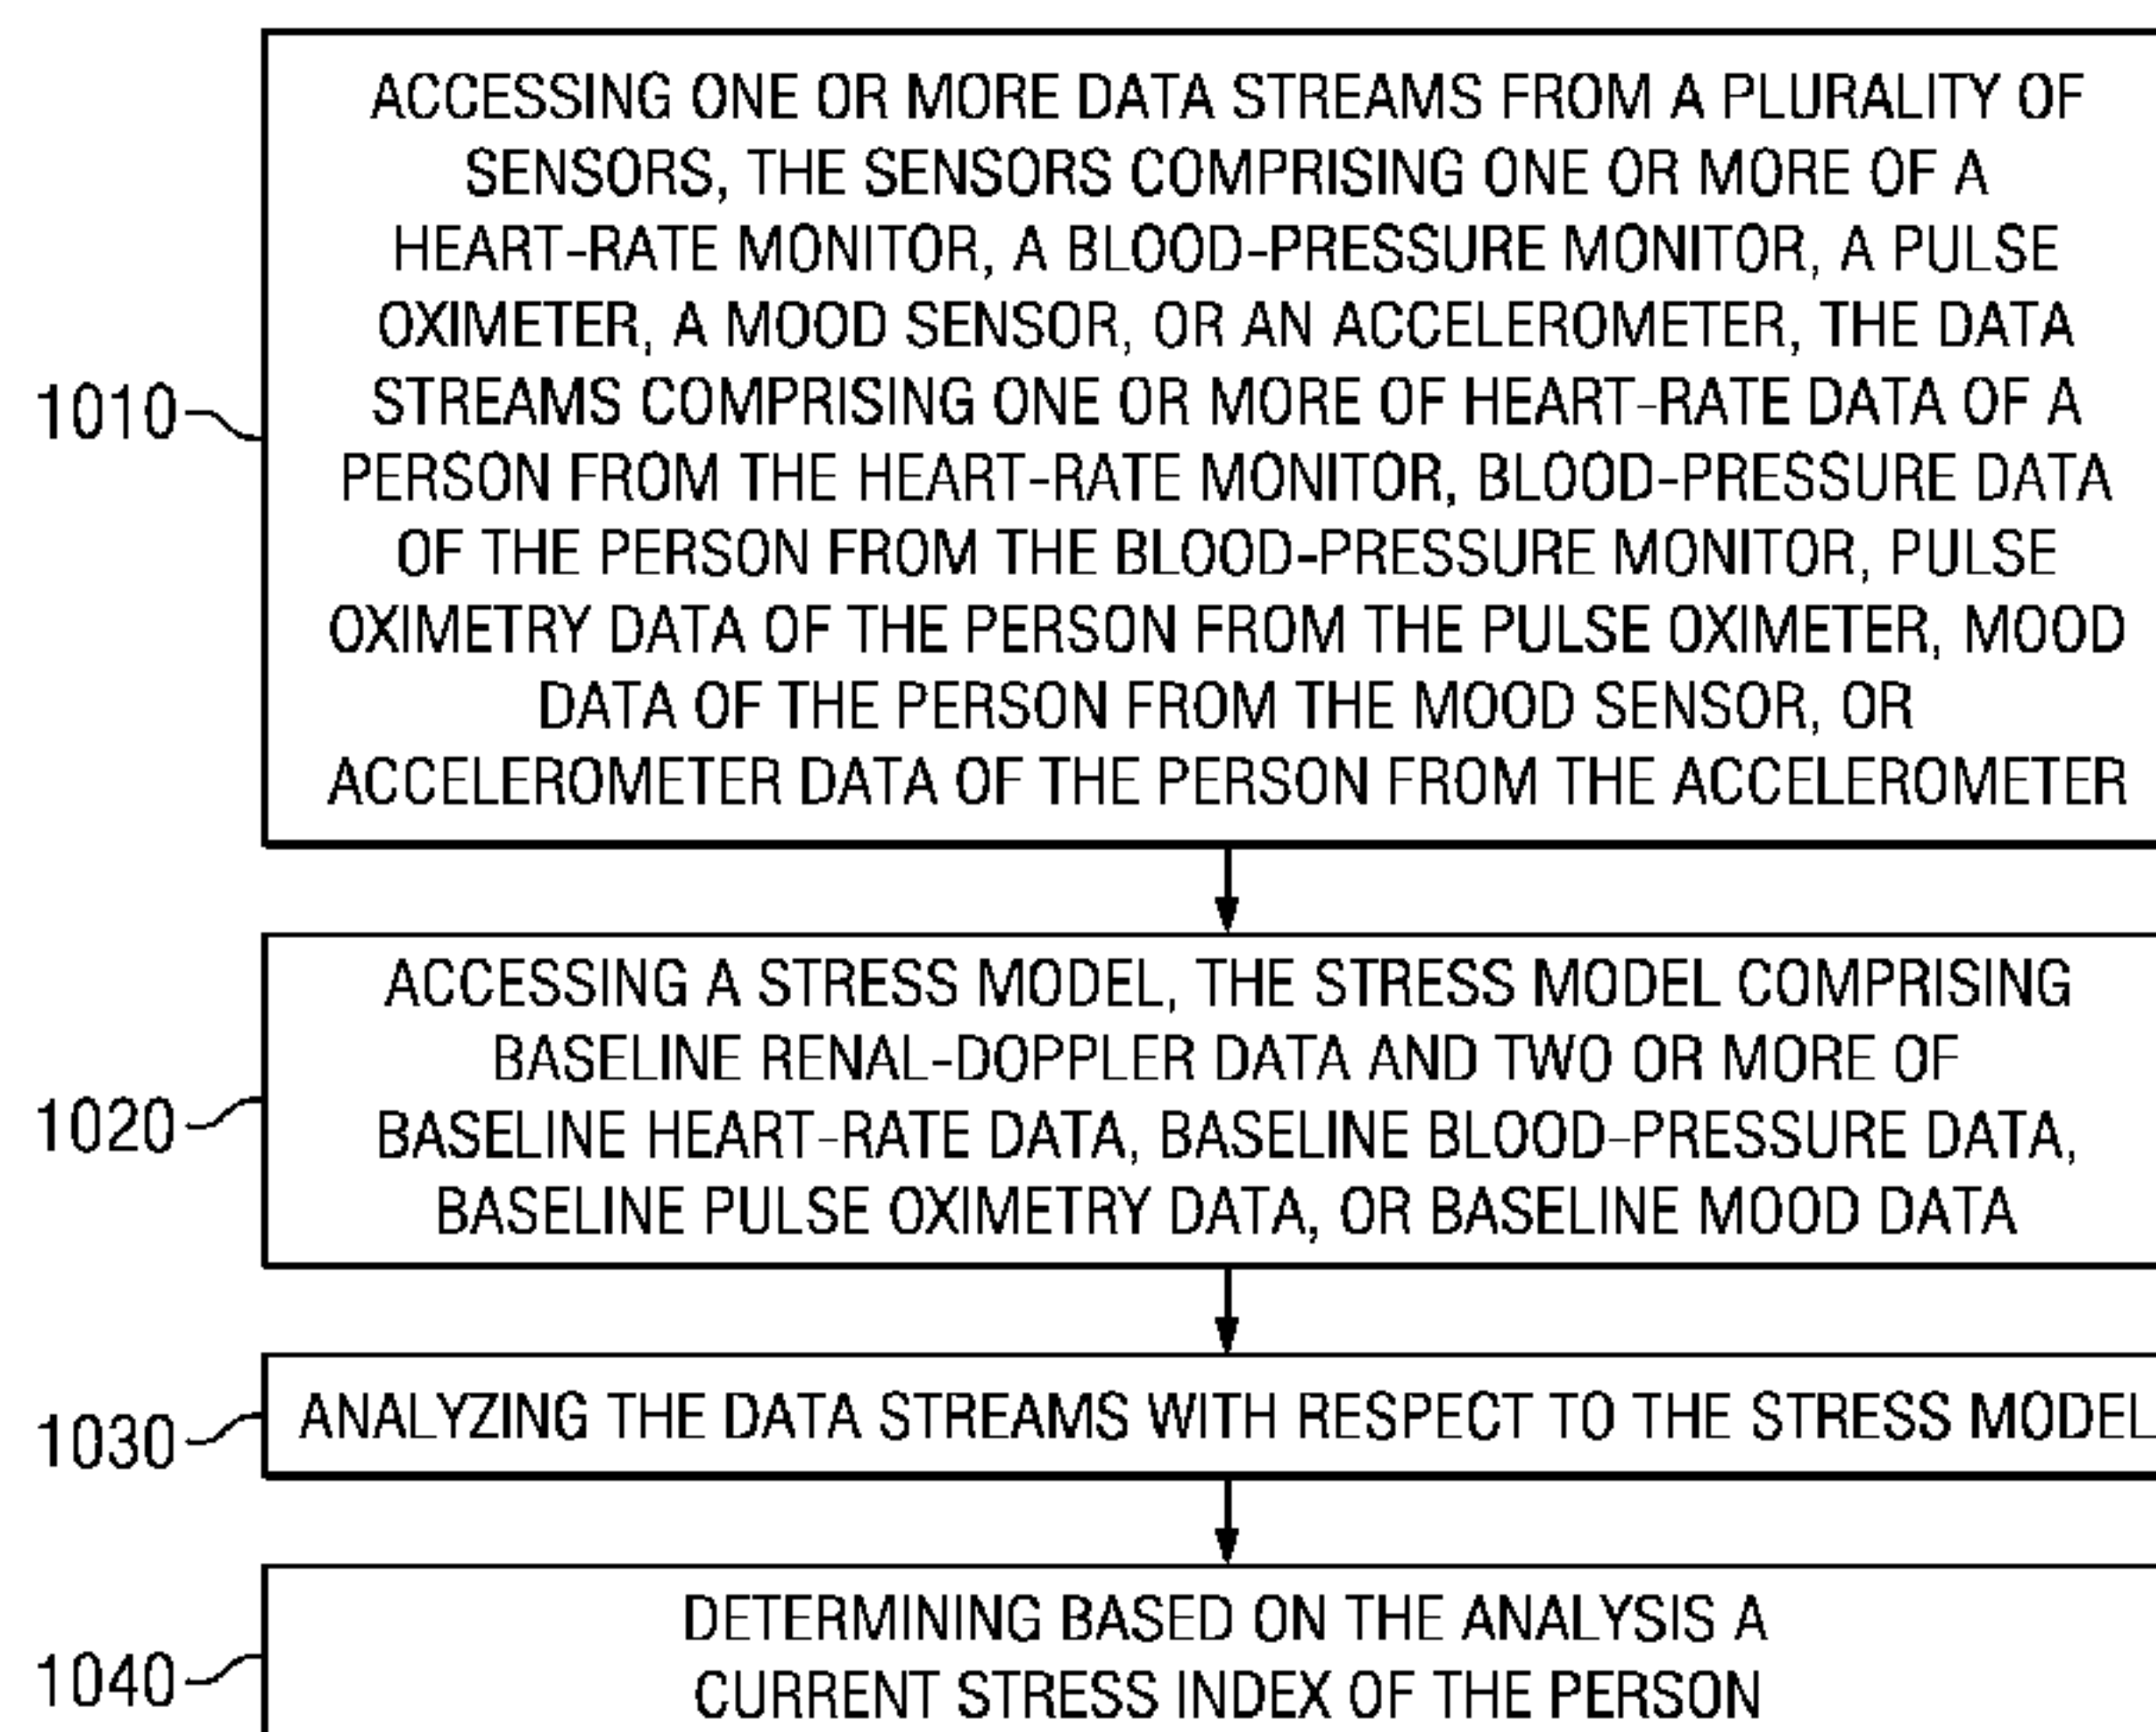 ACCESSING ONE OR MORE DATA STREAMS FROM A PLURALITY OF
SENSORS, THE SENSORS COMPRISING ONE OR MORE OF A
HEART-RATE MONITOR, A BLOOD-PRESSURE MONITOR, A PULSE
OXIMETER, A MOOD SENSOR, OR AN ACCELEROMETER, THE DATA
1010
STREAMS COMPRISING ONE OR MORE OF HEART-RATE DATA OF A
PERSON FROM THE HEART-RATE MONITOR, BLOOD-PRESSURE DATA
OF THE PERSON FROM THE BLOOD-PRESSURE MONITOR, PULSE
OXIMETRY DATA OF THE PERSON FROM THE PULSE OXIMETER, MOOD
DATA OF THE PERSON FROM THE MOOD SENSOR, OR
ACCELEROMETER DATA OF THE PERSON FROM THE ACCELEROMETER
ACCESSING A STRESS MODEL, THE STRESS MODEL COMPRISING
BASELINE RENAL-DOPPLER DATA AND TWO OR MORE OF
1020
BASELINE HEART-RATE DATA, BASELINE BLOOD-PRESSURE DATA,
BASELINE PULSE OXIMETRY DATA, OR BASELINE MOOD DATA
1030
ANALYZING THE DATA STREAMS WITH RESPECT TO THE STRESS MODEL
DETERMINING BASED ON THE ANALYSIS A
1040
CURRENT STRESS INDEX OF THE PERSON